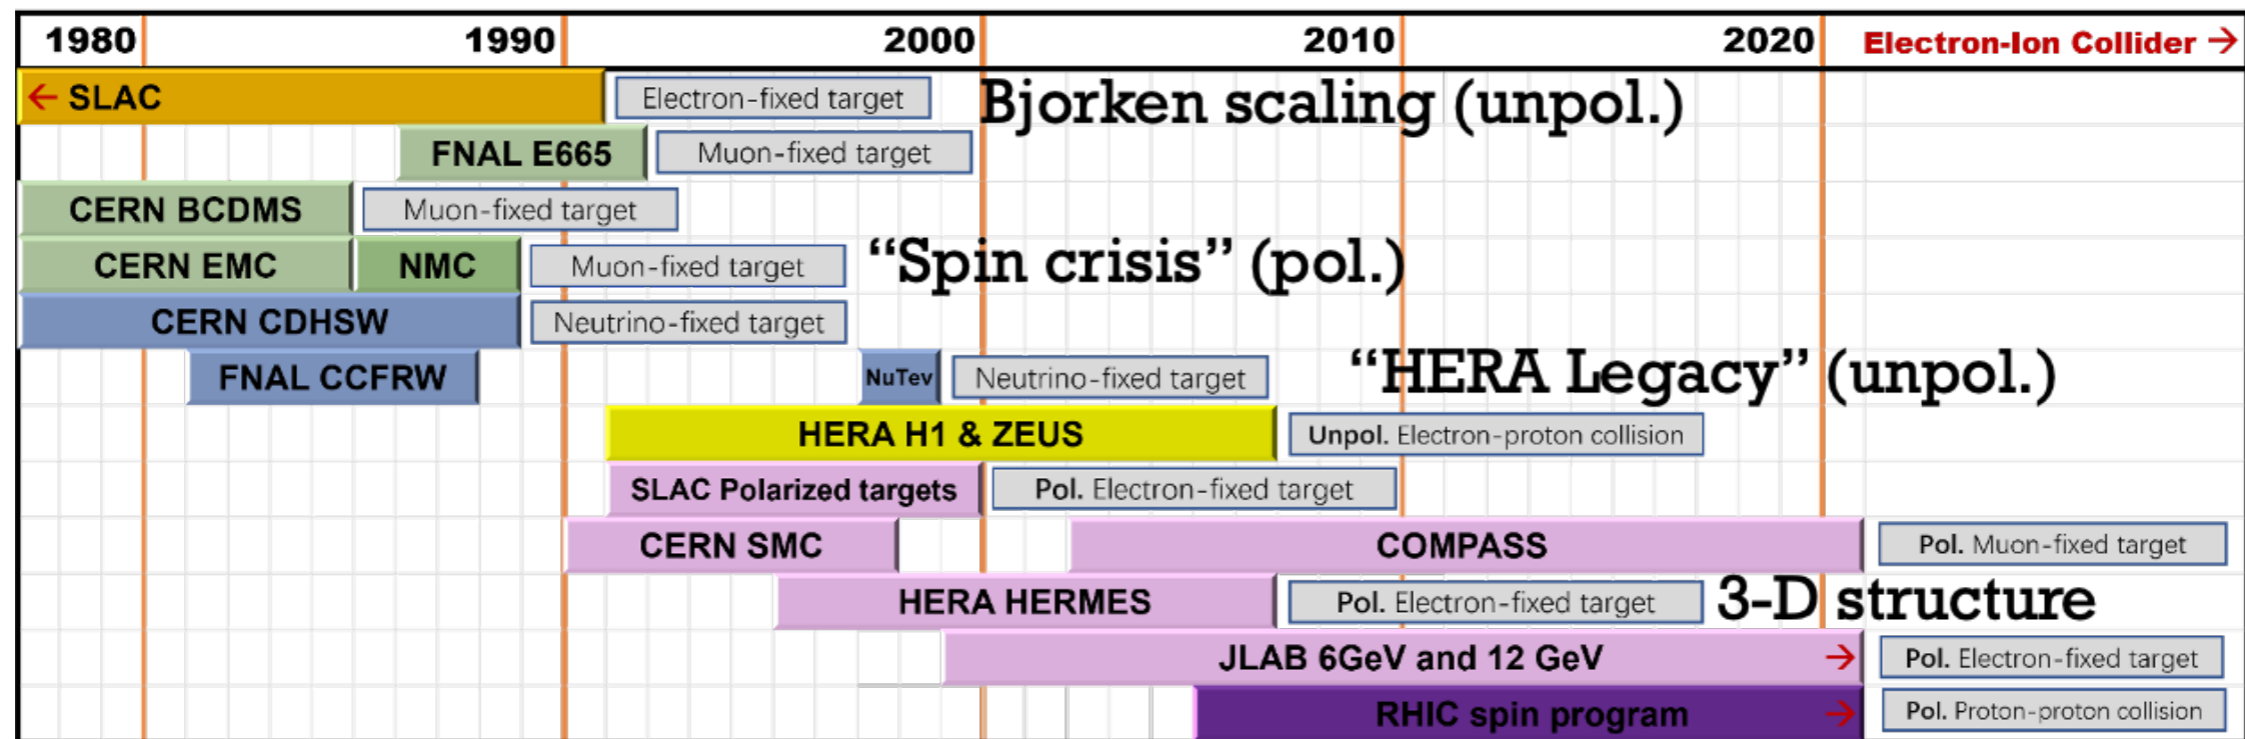 1980 1990 2000 2010 2020 Electron-Ion Collider →
← SLAC Electron-fixed target Bjorken scaling (unpol.)
FNAL E665 Muon-fixed target
CERN BCDMS Muon-fixed target
CERN EMC NMC Muon-fixed target “Spin crisis” (pol.)
CERN CDHSW Neutrino-fixed target
FNAL CCFRW NuTev Neutrino-fixed target “HERA Legacy” (unpol.)
HERA H1 & ZEUS Unpol. Electron-proton collision
SLAC Polarized targets Pol. Electron-fixed target
CERN SMC COMPASS Pol. Muon-fixed target
HERA HERMES Pol. Electron-fixed target 3-D structure
JLAB 6GeV and 12 GeV → Pol. Electron-fixed target
RHIC spin program → Pol. Proton-proton collision